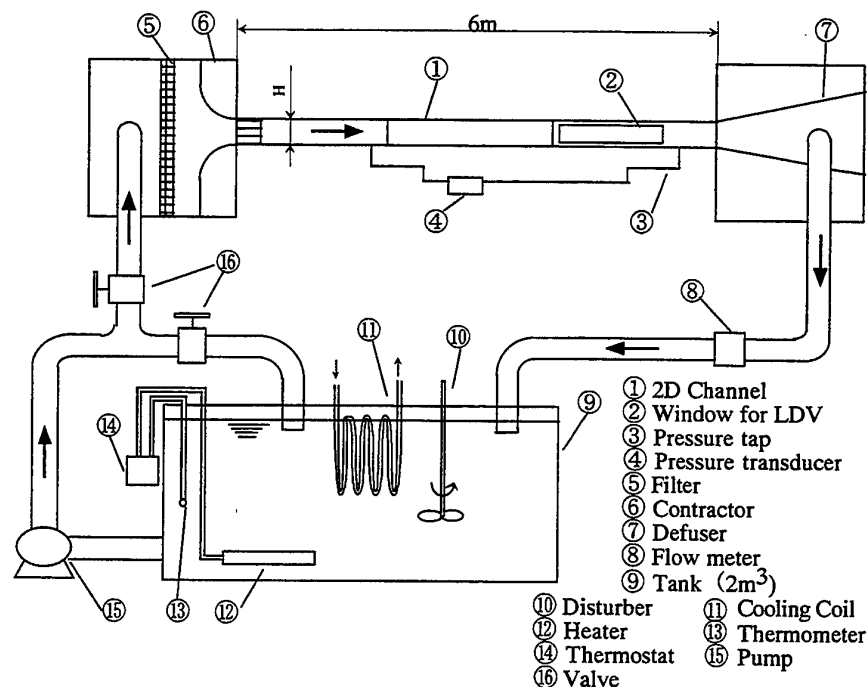 6m
⑤
⑥
⑦
①
②
H
④
③
⑯
⑧
⑪
⑩
⑨
⑭
⑮
⑬
⑫
① 2D Channel
② Window for LDV
③ Pressure tap
④ Pressure transducer
⑤ Filter
⑥ Contractor
⑦ Defuser
⑧ Flow meter
⑨ Tank (2m³)
⑩ Disturber
⑪ Cooling Coil
⑫ Heater
⑬ Thermometer
⑭ Thermostat
⑮ Pump
⑯ Valve